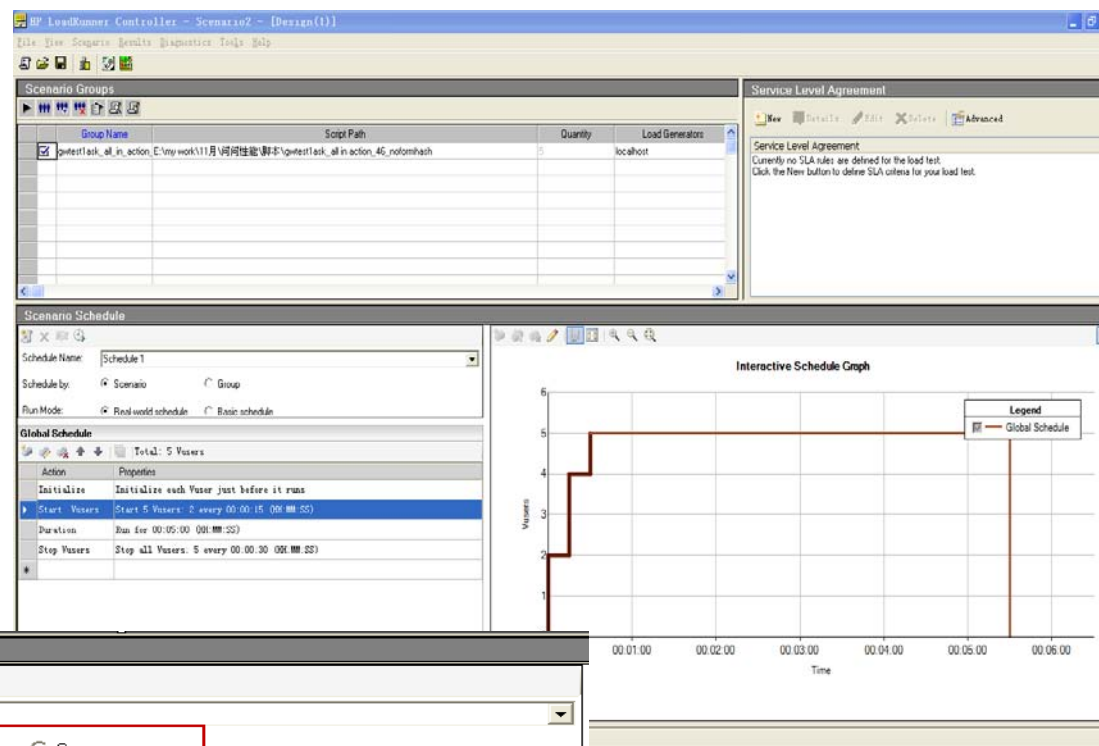 HP LoadRunner Controller - Scenario2 - [Design(1)]
File View Scenario Results Diagnostics Tools Help
Scenario Groups
Group Name Script Path Quantity Load Generators
gwtest1ask_all_in_action_ E:\my work\11月\问问性能\脚本\gwtest1ask_all in action_46_noformhash 5 localhost
Service Level Agreement
New Details Edit Delete Advanced
Service Level Agreement
Currently no SLA rules are defined for the load test.
Click the New button to define SLA criteria for your load test.
Scenario Schedule
Schedule Name: Schedule 1
Schedule by: Scenario Group
Run Mode: Real-world schedule Basic schedule
Global Schedule
Total: 5 Vusers
Action Properties
Initialize Initialize each Vuser just before it runs
Start Vusers Start 5 Vusers: 2 every 00:00:15 (HH:MM:SS)
Duration Run for 00:05:00 (HH:MM:SS)
Stop Vusers Stop all Vusers: 5 every 00:00:30 (HH:MM:SS)
Interactive Schedule Graph
Legend
Global Schedule
6
5
4
3
2
1
Vusers
00:01:00 00:02:00 00:03:00 00:04:00 00:05:00 00:06:00
Time